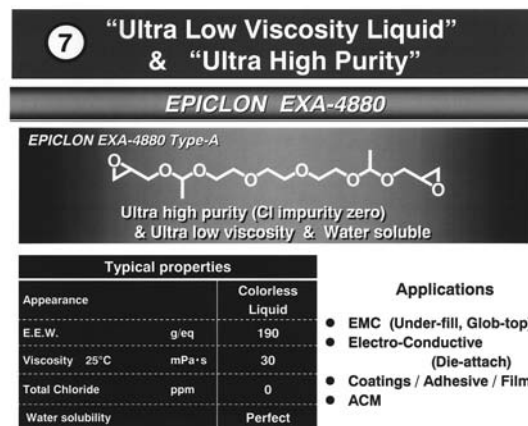 7
“Ultra Low Viscosity Liquid”
& “Ultra High Purity”
EPICLON EXA-4880
EPICLON EXA-4880 Type-A
O O O O O O O O
Ultra high purity (Cl impurity zero)
& Ultra low viscosity & Water soluble
Typical properties
Appearance Colorless Liquid
E.E.W. g/eq 190
Viscosity 25°C mPa·s 30
Total Chloride ppm 0
Water solubility Perfect
Applications
● EMC (Under-fill, Glob-top)
● Electro-Conductive
(Die-attach)
● Coatings / Adhesive / Film
● ACM